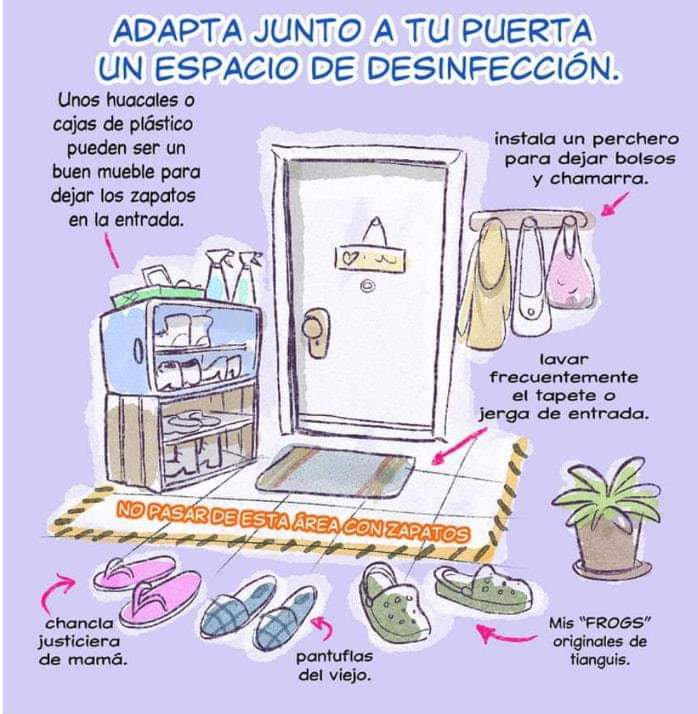 ADAPTA JUNTO A TU PUERTA
UN ESPACIO DE DESINFECCIÓN.
Unos huacales o
cajas de plástico
pueden ser un
buen mueble para
dejar los zapatos
en la entrada.
instala un perchero
para dejar bolsos
y chamarra.
lavar
frecuentemente
el tapete o
jerga de entrada.
NO PASAR DE ESTA ÁREA CON ZAPATOS
chancla
justiciera
de mamá.
pantuflas
del viejo.
Mis "FROGS"
originales de
tianguis.